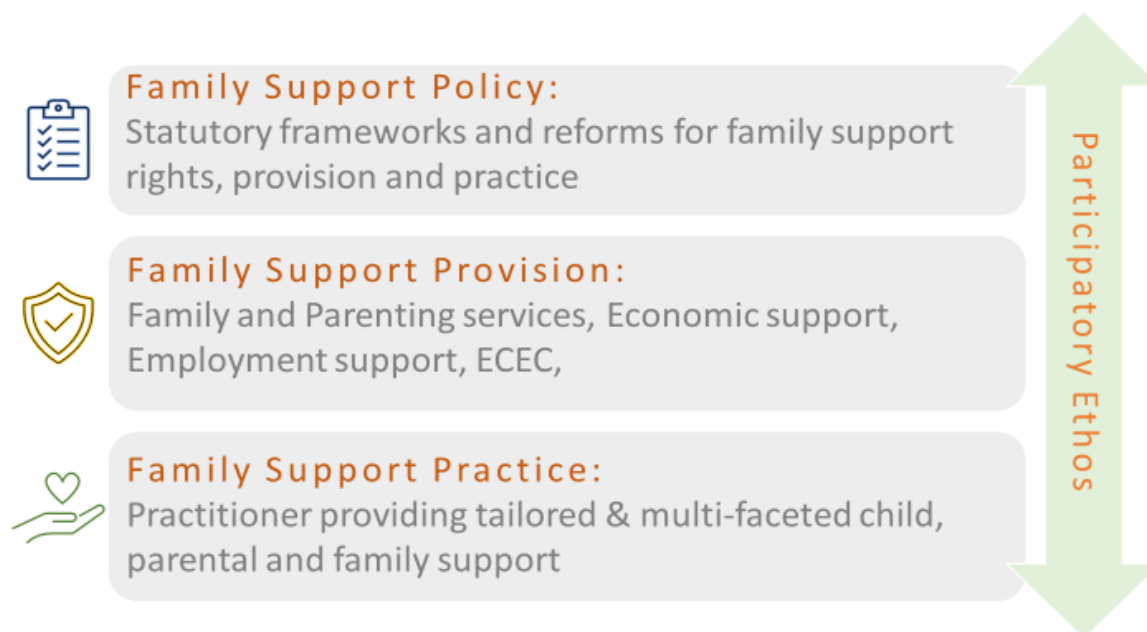 Family Support Policy:
Statutory frameworks and reforms for family support
rights, provision and practice
Family Support Provision:
Family and Parenting services, Economic support,
Employment support, ECEC,
Family Support Practice:
Practitioner providing tailored & multi-faceted child,
parental and family support
Participatory Ethos